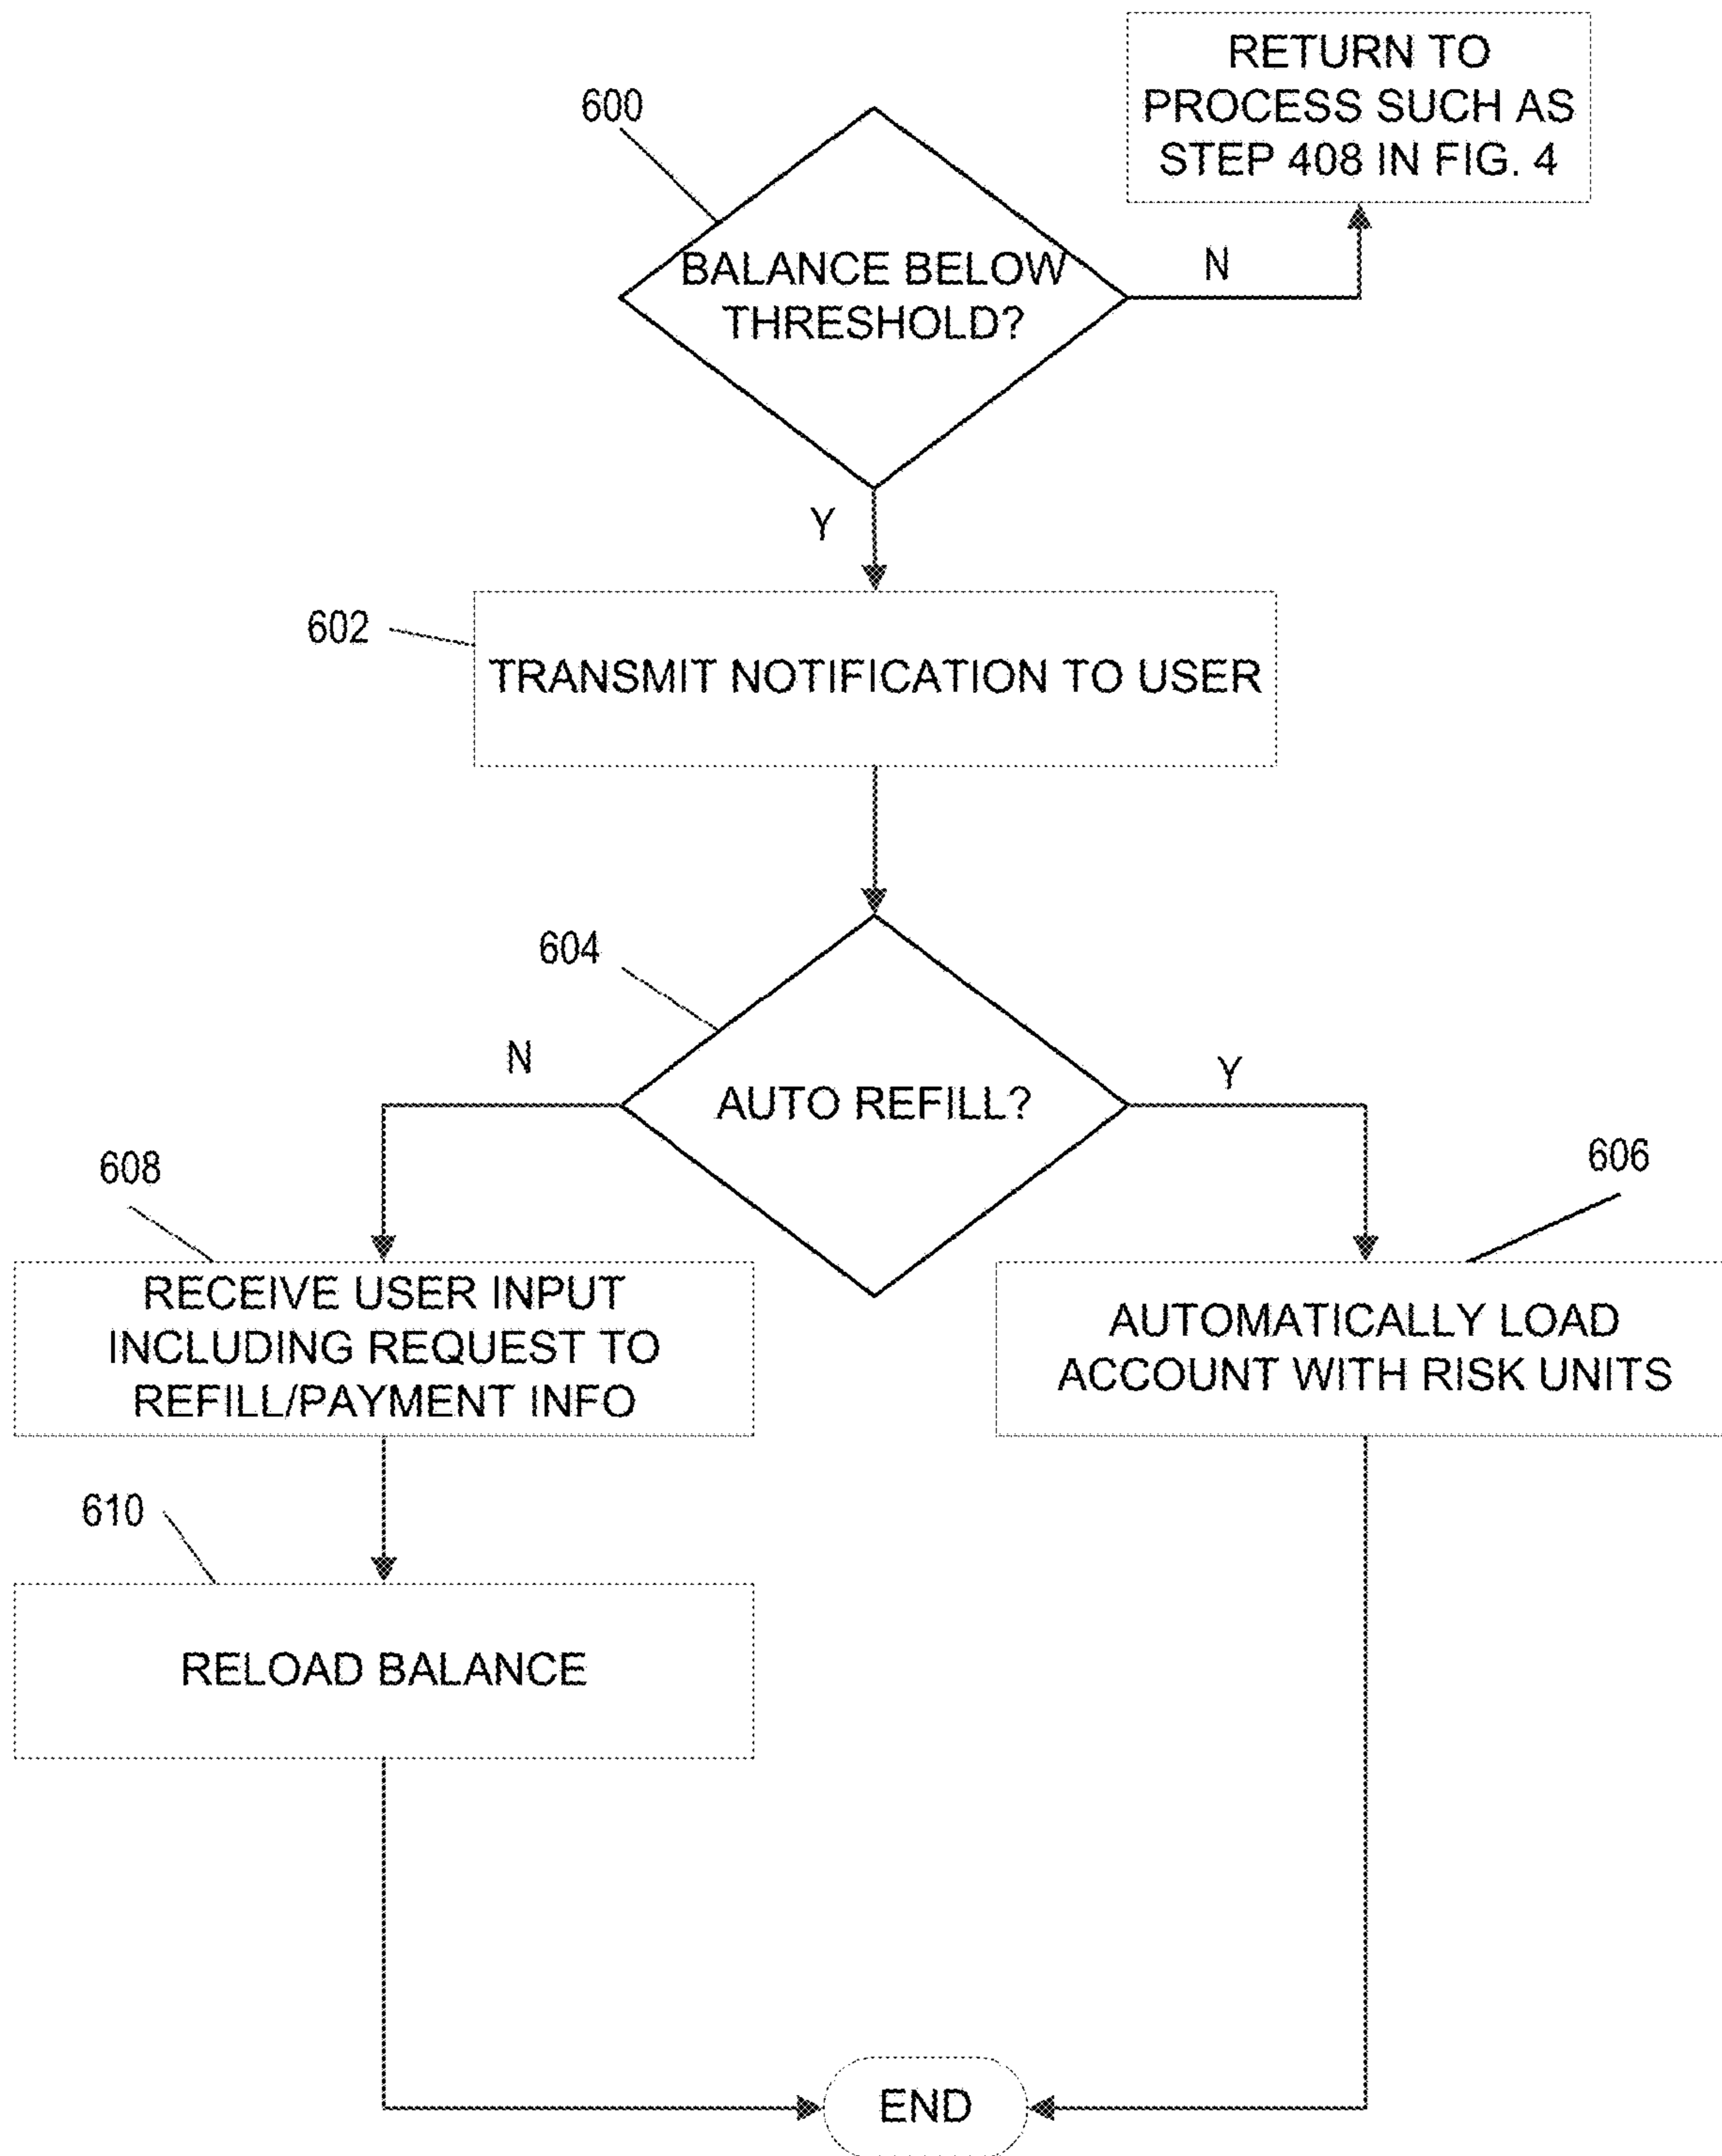 RETURN TO
PROCESS SUCH AS
STEP 408 IN FIG. 4
600
BALANCE BELOW
THRESHOLD?
N
Y
602
TRANSMIT NOTIFICATION TO USER
604
N
AUTO REFILL?
Y
608
606
RECEIVE USER INPUT
INCLUDING REQUEST TO
REFILL/PAYMENT INFO
AUTOMATICALLY LOAD
ACCOUNT WITH RISK UNITS
610
RELOAD BALANCE
END